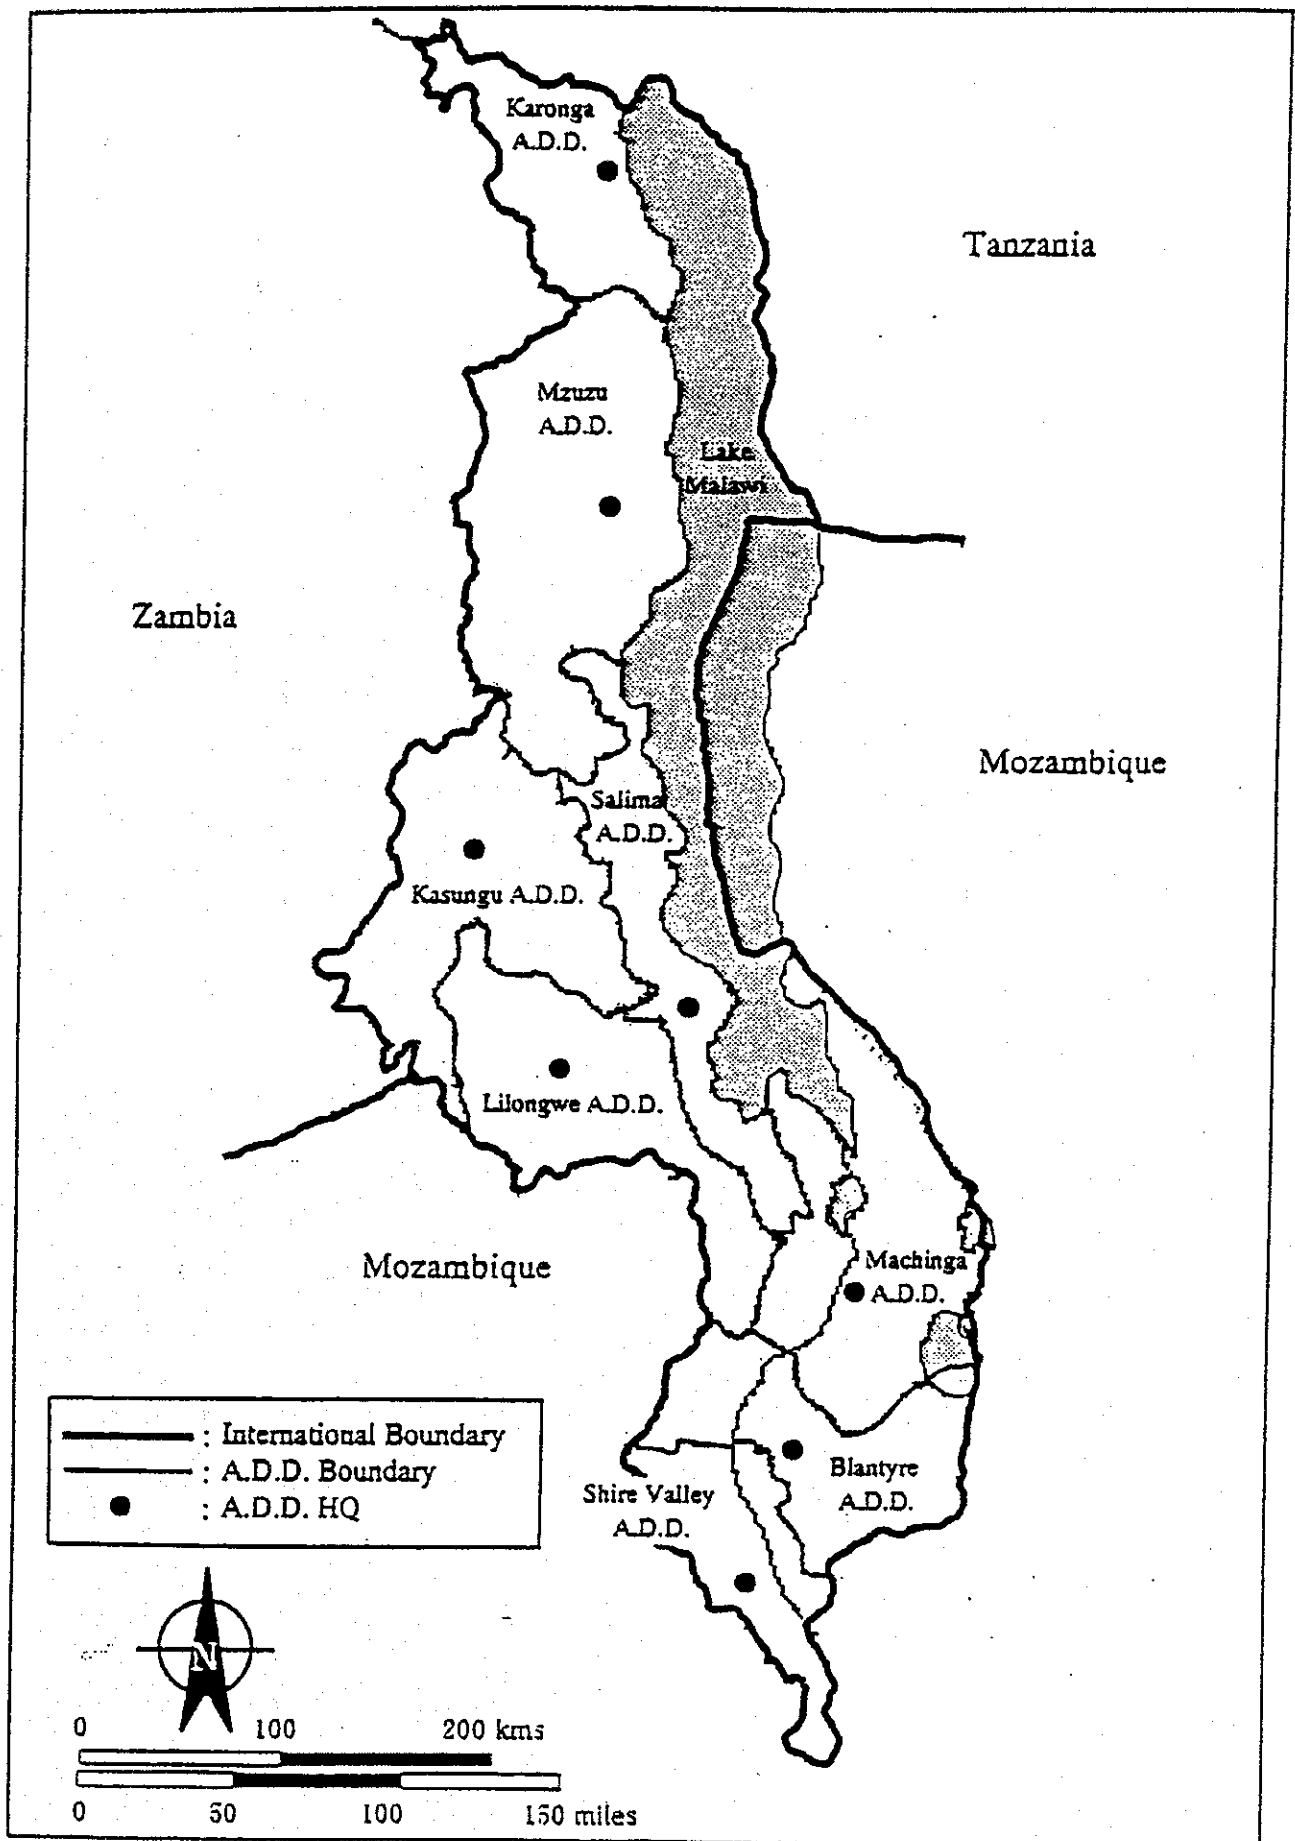 Karonga
A.D.D.
Tanzania
Mzuzu
A.D.D.
Lake
Malawi
Zambia
Mozambique
Salima
A.D.D.
Kasungu A.D.D.
Lilongwe A.D.D.
Mozambique
Machinga
A.D.D.
: International Boundary
: A.D.D. Boundary
: A.D.D. HQ
Blantyre
A.D.D.
Shire Valley
A.D.D.
N
0 100 200 kms
0 50 100 150 miles